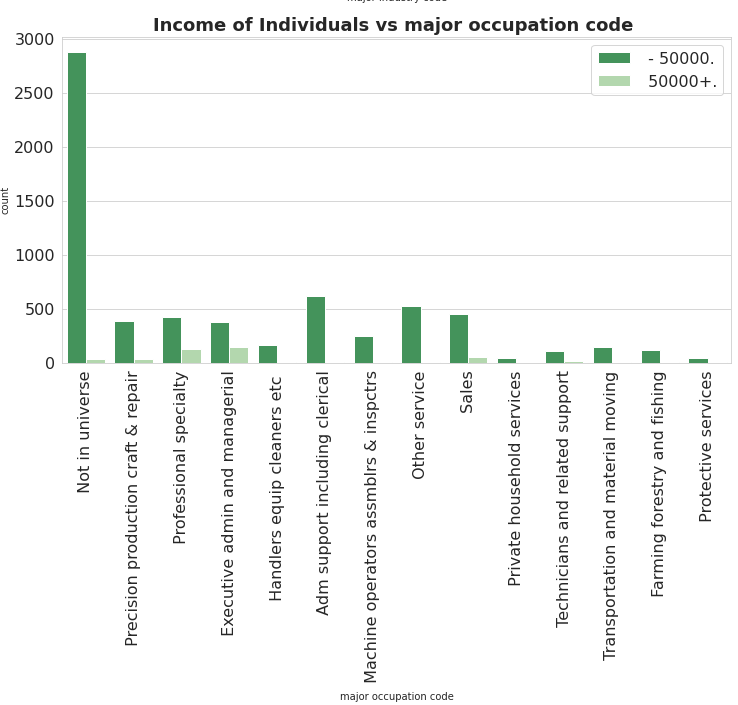 major industry code
Income of Individuals vs major occupation code
- 50000.
50000+.
3000
2500
2000
1500
1000
500
0
count
Not in universe
Precision production craft & repair
Professional specialty
Executive admin and managerial
Handlers equip cleaners etc
Adm support including clerical
Machine operators assmblrs & inspctrs
Other service
Sales
Private household services
Technicians and related support
Transportation and material moving
Farming forestry and fishing
Protective services
major occupation code